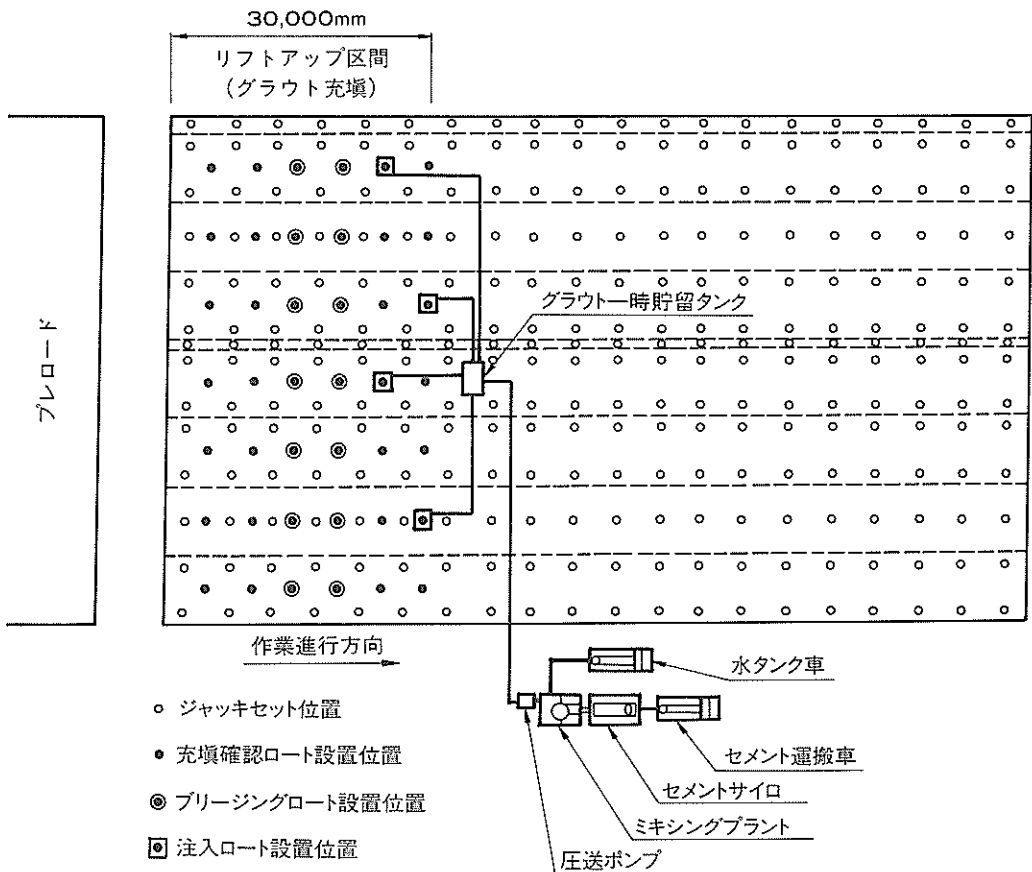 30,000mm
リフトアップ区間
(グラウト充塡)
グラウト一時貯留タンク
プレロード
作業進行方向
水タンク車
ジャッキセット位置
充塡確認ロート設置位置
セメント運搬車
ブリージングロート設置位置
セメントサイロ
ミキシングプラント
注入ロート設置位置
圧送ポンプ